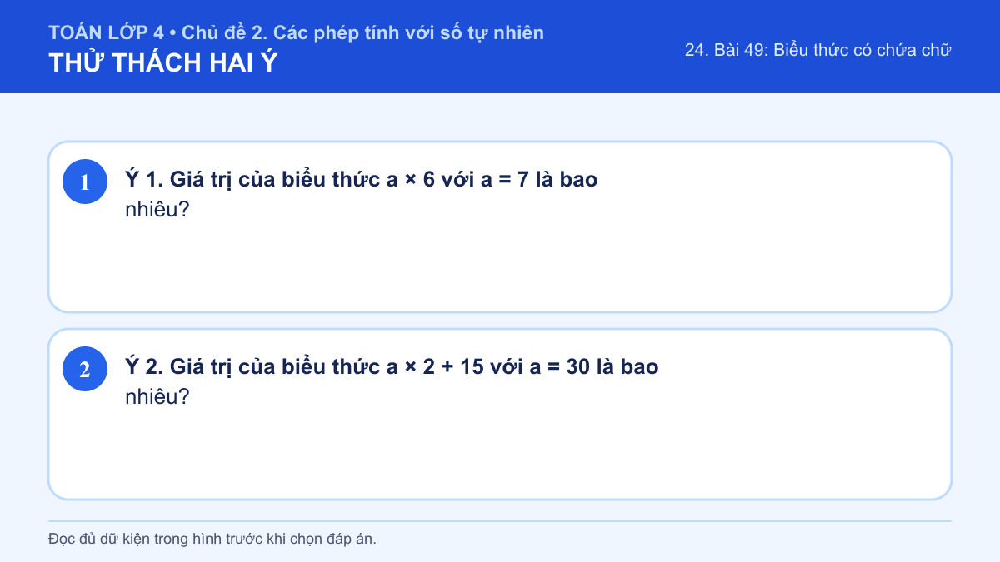 TOÁN LỚP 4 • Chủ đề 2. Các phép tính với số tự nhiên
THỬ THÁCH HAI Ý
24. Bài 49: Biểu thức có chứa chữ
1
Ý 1. Giá trị của biểu thức a × 6 với a = 7 là bao
nhiêu?
2
Ý 2. Giá trị của biểu thức a × 2 + 15 với a = 30 là bao
nhiêu?
Đọc đủ dữ kiện trong hình trước khi chọn đáp án.